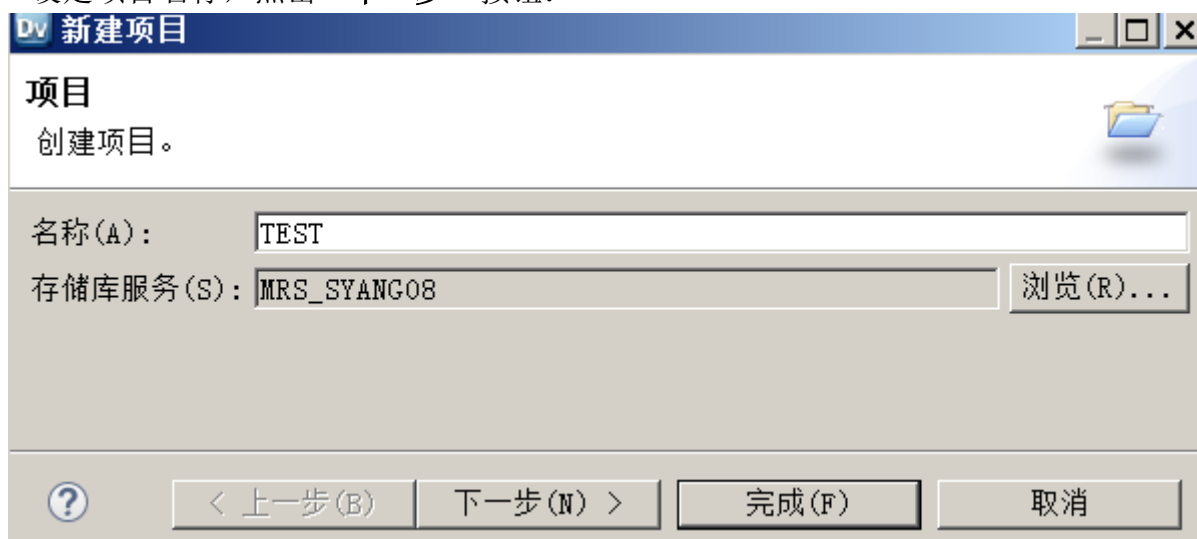 Dv 新建项目
项目
创建项目。
名称(A): TEST
存储库服务(S): MRS_SYANG08 浏览(R)...
? < 上一步(B) 下一步(N) > 完成(F) 取消